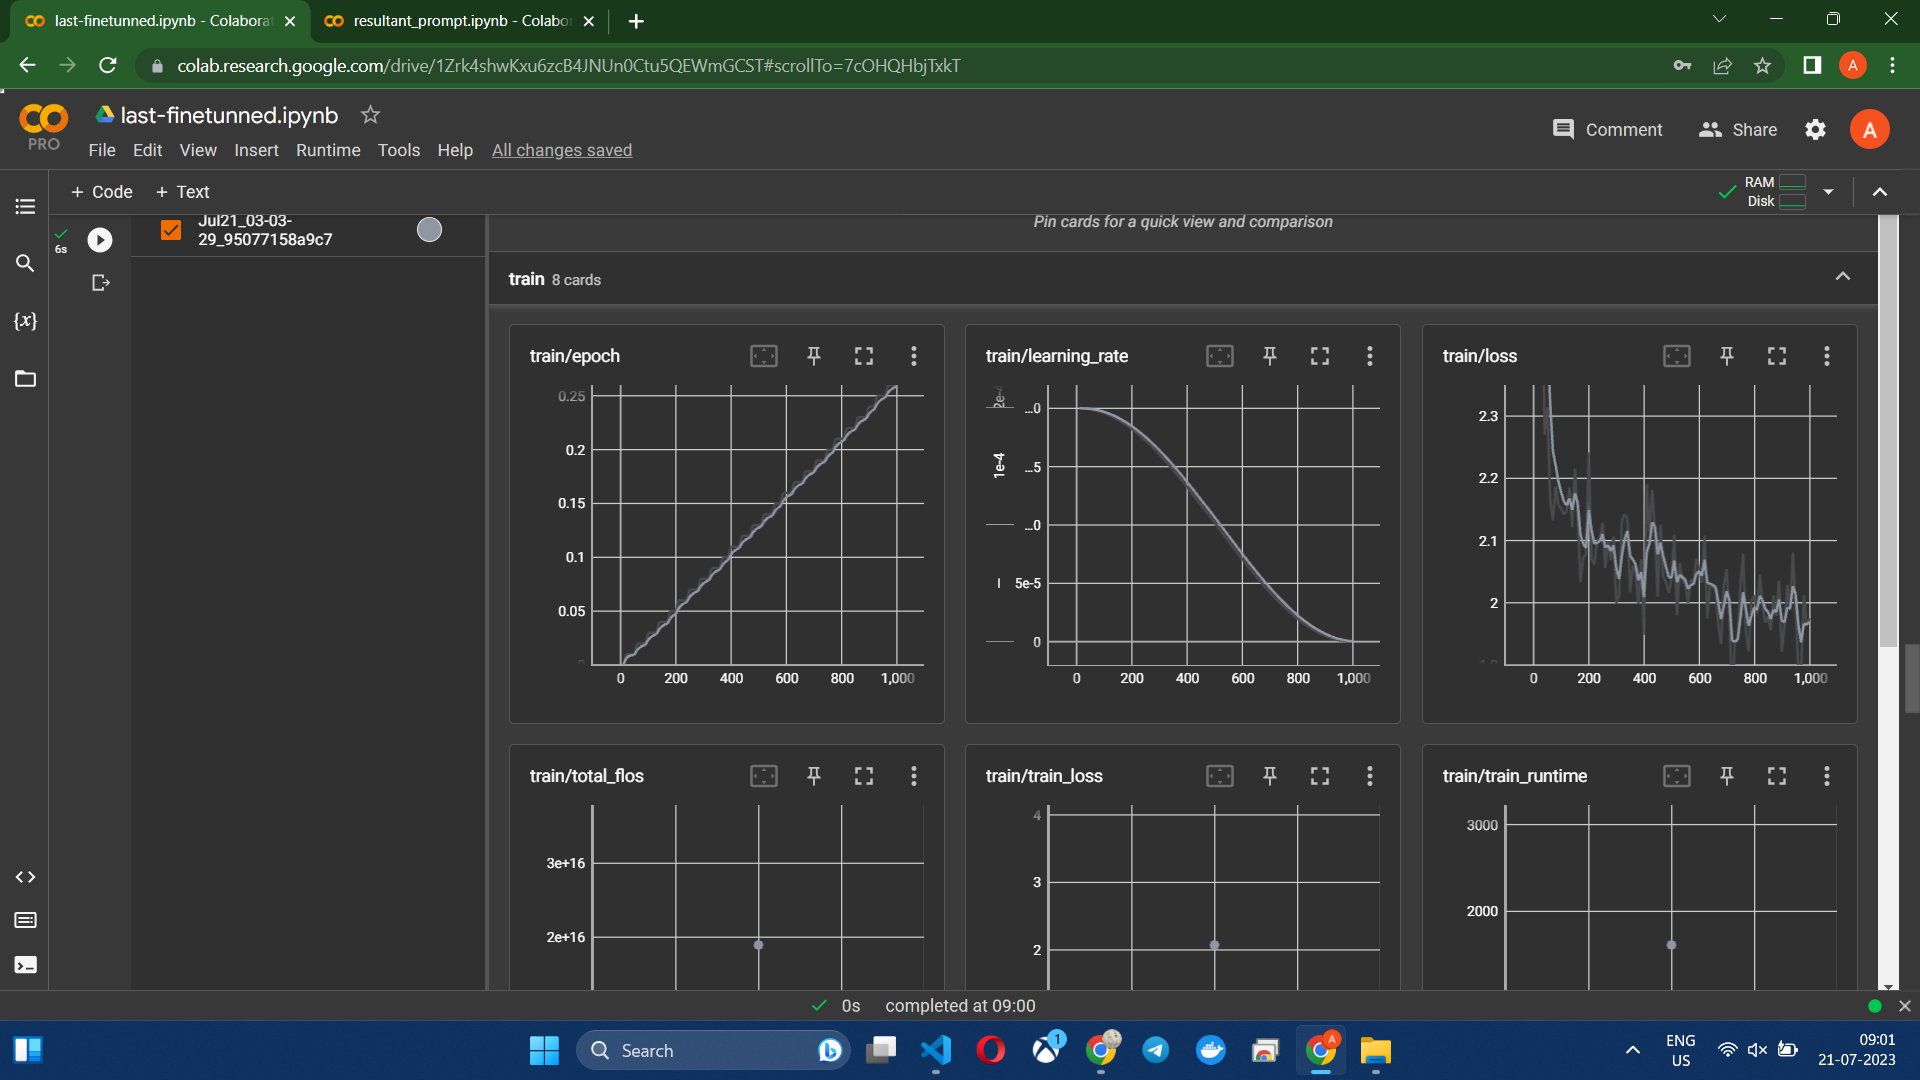 last-finetunned.ipynb - Colaborat
resultant_prompt.ipynb - Colabo
colab.research.google.com/drive/1Zrk4shwKxu6zcB4JNUn0Ctu5QEWmGCST#scrollTo=7cOHQHbjTxkT
A
PRO
last-finetunned.ipynb
File Edit View Insert Runtime Tools Help All changes saved
Comment Share A
+ Code + Text
RAM
Disk
6s
Jul21_03-03-
29_95077158a9c7
{x}
Pin cards for a quick view and comparison
train 8 cards
train/epoch
0.25
0.2
0.15
0.1
0.05
0
0 200 400 600 800 1,000
train/learning_rate
2e-
1e-4
...0
...5
...0
5e-5
0
0 200 400 600 800 1,000
train/loss
2.3
2.2
2.1
2
0 200 400 600 800 1,000
train/total_flos
3e+16
2e+16
train/train_loss
4
3
2
train/train_runtime
3000
2000
0s completed at 09:00
Search
1
A
ENG
US
09:01
21-07-2023